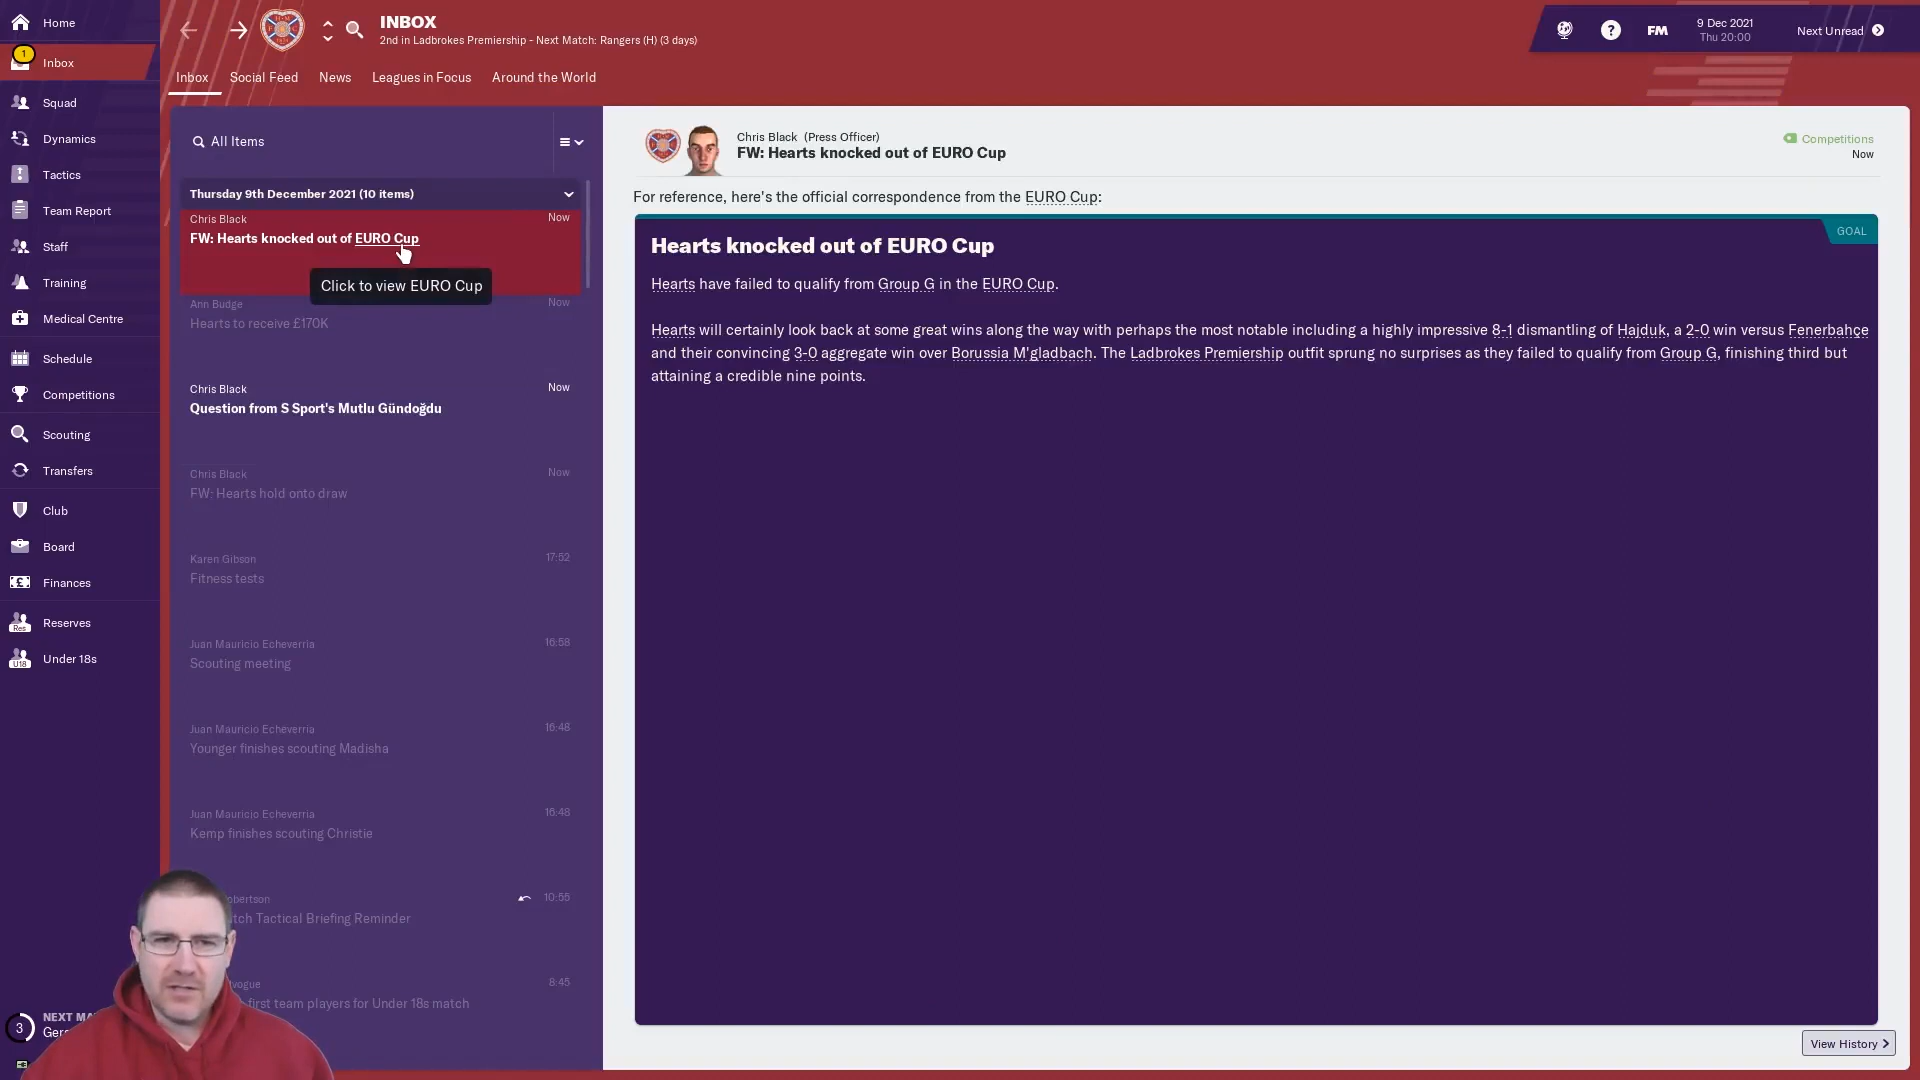 Home
1
Inbox
Squad
Dynamics
Tactics
Team Report
Staff
Training
Medical Centre
Schedule
Competitions
Scouting
Transfers
Club
Board
Finances
Res
Reserves
U18
Under 18s
3
NEXT MA
INBOX
2nd in Ladbrokes Premiership - Next Match: Rangers (H) (3 days)
?
FM
9 Dec 2021
Thu 20:00
Next Unread
Inbox Social Feed News Leagues in Focus Around the World
All Items
Thursday 9th December 2021 (10 items)
Chris Black Now
FW: Hearts knocked out of EURO Cup
Click to view EURO Cup
Ann Budge Now
Hearts to receive £170K
Chris Black Now
Question from S Sport's Mutlu Gündoğdu
Chris Black Now
FW: Hearts hold onto draw
Karen Gibson 17:52
Fitness tests
Juan Mauricio Echeverria 16:58
Scouting meeting
Juan Mauricio Echeverria 16:48
Younger finishes scouting Madisha
Juan Mauricio Echeverria 16:48
Kemp finishes scouting Christie
obertson 10:55
tch Tactical Briefing Reminder
vogue 8:45
first team players for Under 18s match
Chris Black (Press Officer)
FW: Hearts knocked out of EURO Cup
Competitions
Now
For reference, here's the official correspondence from the EURO Cup:
GOAL
Hearts knocked out of EURO Cup
Hearts have failed to qualify from Group G in the EURO Cup.
Hearts will certainly look back at some great wins along the way with perhaps the most notable including a highly impressive 8-1 dismantling of Hajduk, a 2-0 win versus Fenerbahçe
and their convincing 3-0 aggregate win over Borussia M'gladbach. The Ladbrokes Premiership outfit sprung no surprises as they failed to qualify from Group G, finishing third but
attaining a credible nine points.
View History